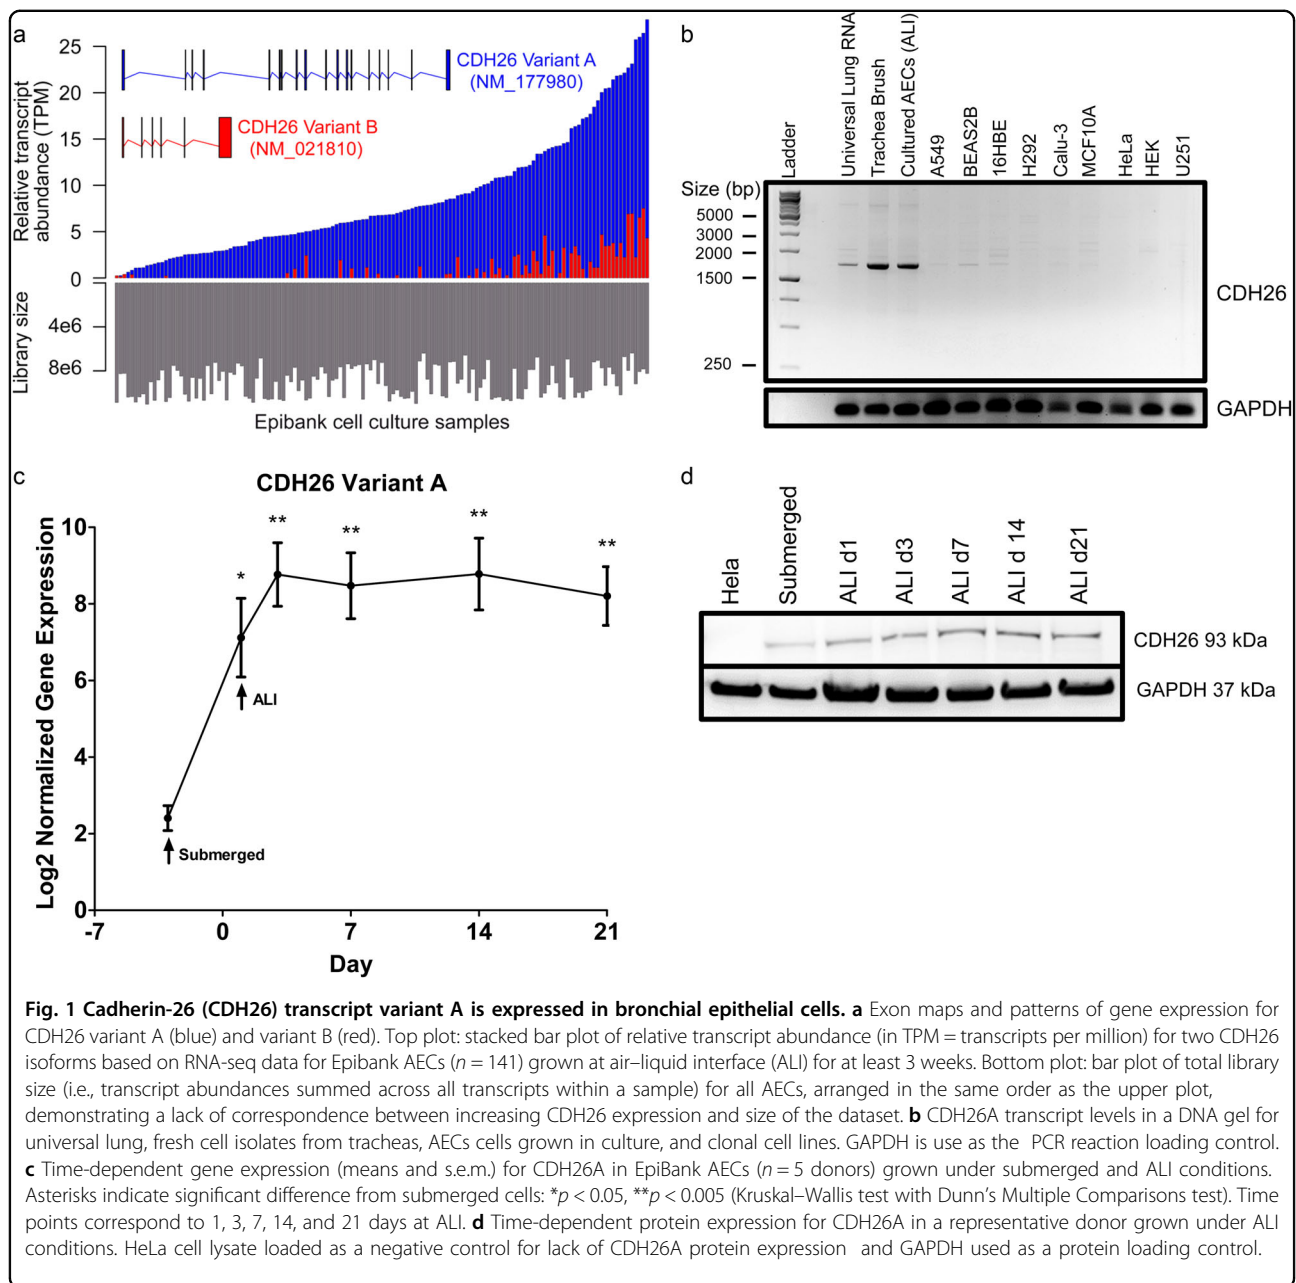 a
25
20
15
10
5
0
Relative transcript
abundance (TPM)
CDH26 Variant A
(NM_177980)
CDH26 Variant B
(NM_021810)
Library size
4e6
8e6
Epibank cell culture samples
b
Ladder
Universal Lung RNA
Trachea Brush
Cultured AECs (ALI)
A549
BEAS2B
16HBE
H292
Calu-3
MCF10A
HeLa
HEK
U251
Size (bp)
5000
3000
2000
1500
250
CDH26
GAPDH
c
CDH26 Variant A
Log2 Normalized Gene Expression
10
8
6
4
2
0
*
**
**
**
**
ALI
Submerged
-7
0
7
14
21
Day
d
Hela
Submerged
ALI d1
ALI d3
ALI d7
ALI d 14
ALI d21
CDH26 93 kDa
GAPDH 37 kDa
Fig. 1 Cadherin-26 (CDH26) transcript variant A is expressed in bronchial epithelial cells. a Exon maps and patterns of gene expression for
CDH26 variant A (blue) and variant B (red). Top plot: stacked bar plot of relative transcript abundance (in TPM = transcripts per million) for two CDH26
isoforms based on RNA-seq data for Epibank AECs (n = 141) grown at air–liquid interface (ALI) for at least 3 weeks. Bottom plot: bar plot of total library
size (i.e., transcript abundances summed across all transcripts within a sample) for all AECs, arranged in the same order as the upper plot,
demonstrating a lack of correspondence between increasing CDH26 expression and size of the dataset. b CDH26A transcript levels in a DNA gel for
universal lung, fresh cell isolates from tracheas, AECs cells grown in culture, and clonal cell lines. GAPDH is use as the PCR reaction loading control.
c Time-dependent gene expression (means and s.e.m.) for CDH26A in EpiBank AECs (n = 5 donors) grown under submerged and ALI conditions.
Asterisks indicate significant difference from submerged cells: *p < 0.05, **p < 0.005 (Kruskal–Wallis test with Dunn's Multiple Comparisons test). Time
points correspond to 1, 3, 7, 14, and 21 days at ALI. d Time-dependent protein expression for CDH26A in a representative donor grown under ALI
conditions. HeLa cell lysate loaded as a negative control for lack of CDH26A protein expression and GAPDH used as a protein loading control.